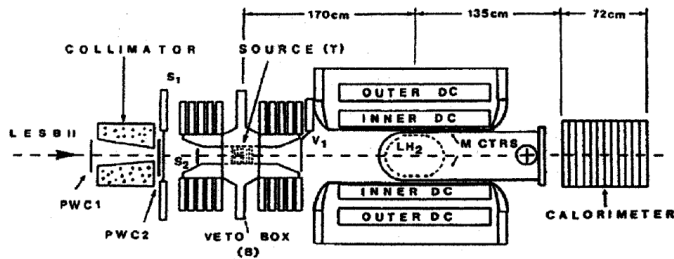 170cm
135cm
72cm
COLLIMATOR
SOURCE (T)
S1
OUTER DC
INNER DC
LESBII
S2
V1
LH2
M CTRS
PWC1
PWC2
VETO BOX
(B)
INNER DC
OUTER DC
CALORIMETER